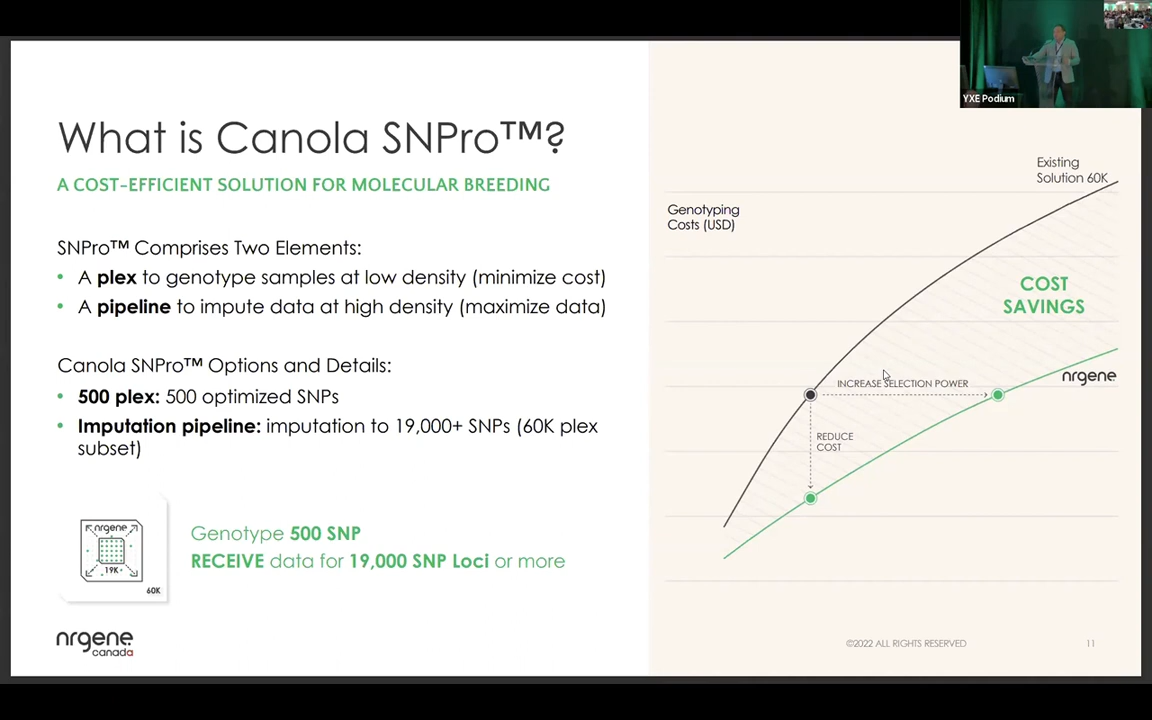 YXE Podium
What is Canola SNPro™?
A COST-EFFICIENT SOLUTION FOR MOLECULAR BREEDING
SNPro™ Comprises Two Elements:
• A plex to genotype samples at low density (minimize cost)
• A pipeline to impute data at high density (maximize data)
Canola SNPro™ Options and Details:
• 500 plex: 500 optimized SNPs
• Imputation pipeline: imputation to 19,000+ SNPs (60K plex
subset)
nrgene
19K
60K
Genotype 500 SNP
RECEIVE data for 19,000 SNP Loci or more
nrgene
canada
Existing
Solution 60K
Genotyping
Costs (USD)
COST
SAVINGS
nrgene
INCREASE SELECTION POWER
REDUCE
COST
©2022 ALL RIGHTS RESERVED
11